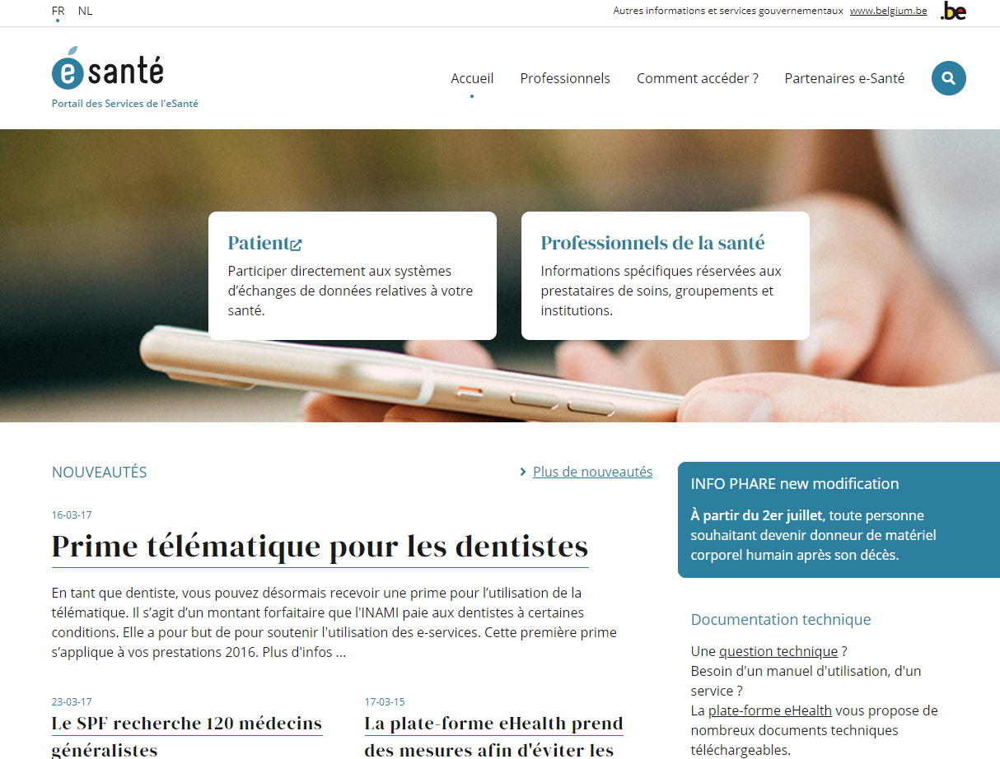 FR NL
Autres informations et services gouvernementaux www.belgium.be .be
é santé
Portail des Services de l'eSanté
Accueil Professionnels Comment accéder ? Partenaires e-Santé
Patient
Participer directement aux systèmes
d’échanges de données relatives à votre
santé.
Professionnels de la santé
Informations spécifiques réservées aux
prestataires de soins, groupements et
institutions.
NOUVEAUTÉS
Plus de nouveautés
16-03-17
Prime télématique pour les dentistes
En tant que dentiste, vous pouvez désormais recevoir une prime pour l’utilisation de la
télématique. Il s’agit d’un montant forfaitaire que l'INAMI paie aux dentistes à certaines
conditions. Elle a pour but de pour soutenir l'utilisation des e-services. Cette première prime
s’applique à vos prestations 2016. Plus d'infos ...
23-03-17
Le SPF recherche 120 médecins
généralistes
17-03-15
La plate-forme eHealth prend
des mesures afin d'éviter les
INFO PHARE new modification
À partir du 2er juillet, toute personne
souhaitant devenir donneur de matériel
corporel humain après son décès.
Documentation technique
Une question technique ?
Besoin d'un manuel d'utilisation, d'un
service ?
La plate-forme eHealth vous propose de
nombreux documents techniques
téléchargeables.